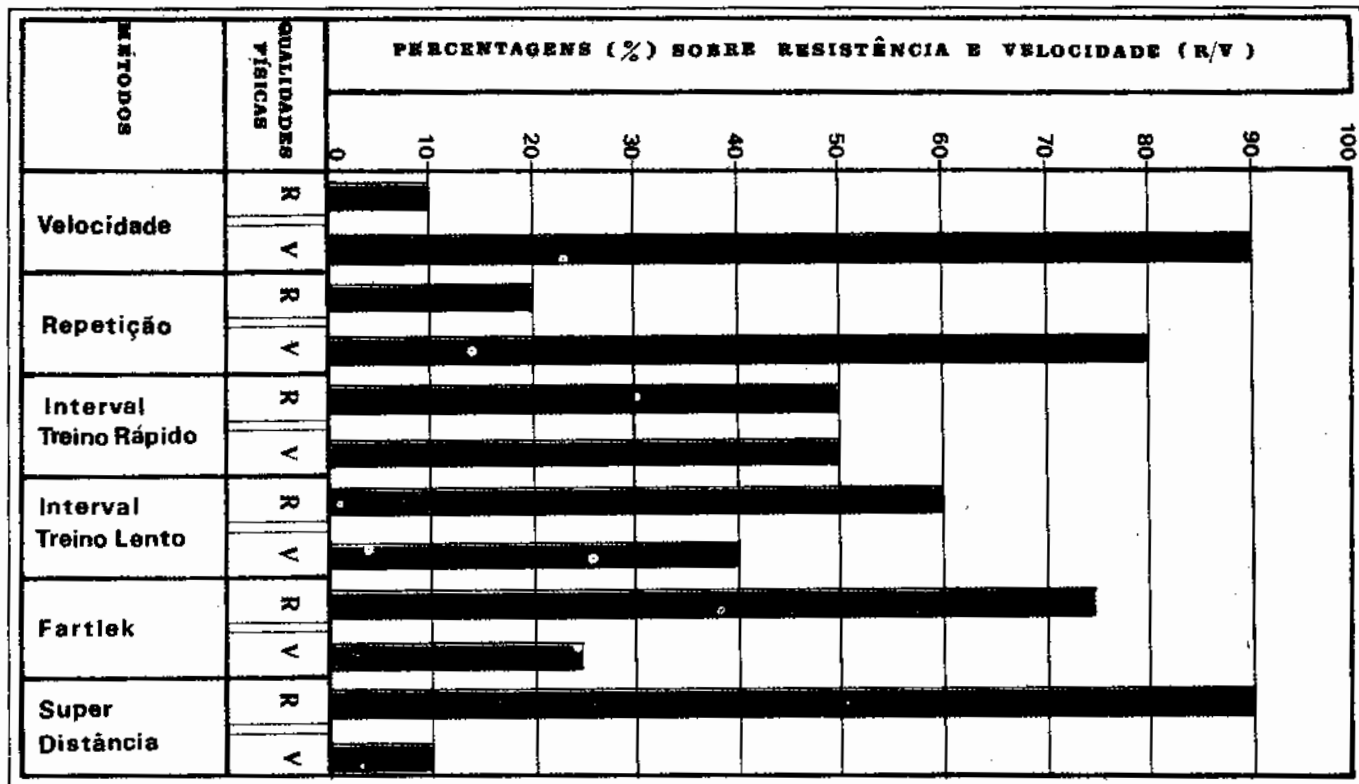 MÉTODOS
QUALIDADES
FÍSICAS
PERCENTAGENS (%) SOBRE RESISTÊNCIA E VELOCIDADE (R/V)
0 10 20 30 40 50 60 70 80 90 100
Velocidade
R
V
Repetição
R
V
Interval
Treino Rápido
R
V
Interval
Treino Lento
R
V
Fartlek
R
V
Super
Distância
R
V